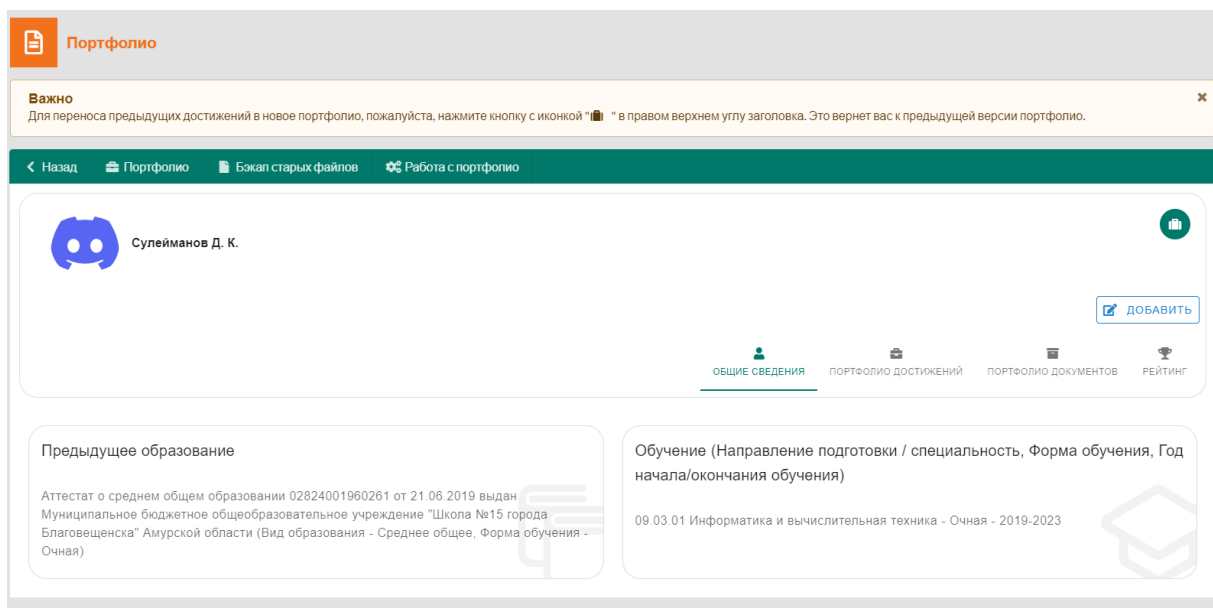 Портфолио
Важно
Для переноса предыдущих достижений в новое портфолио, пожалуйста, нажмите кнопку с иконкой " " в правом верхнем углу заголовка. Это вернет вас к предыдущей версии портфолио.
Назад Портфолио Бэкап старых файлов Работа с портфолио
Сулейманов Д. К.
ДОБАВИТЬ
ОБЩИЕ СВЕДЕНИЯ ПОРТФОЛИО ДОСТИЖЕНИЙ ПОРТФОЛИО ДОКУМЕНТОВ РЕЙТИНГ
Предыдущее образование
Аттестат о среднем общем образовании 02824001960261 от 21.06.2019 выдан
Муниципальное бюджетное общеобразовательное учреждение "Школа №15 города
Благовещенска" Амурской области (Вид образования - Среднее общее, Форма обучения -
Очная)
Обучение (Направление подготовки / специальность, Форма обучения, Год
начала/окончания обучения)
09.03.01 Информатика и вычислительная техника - Очная - 2019-2023